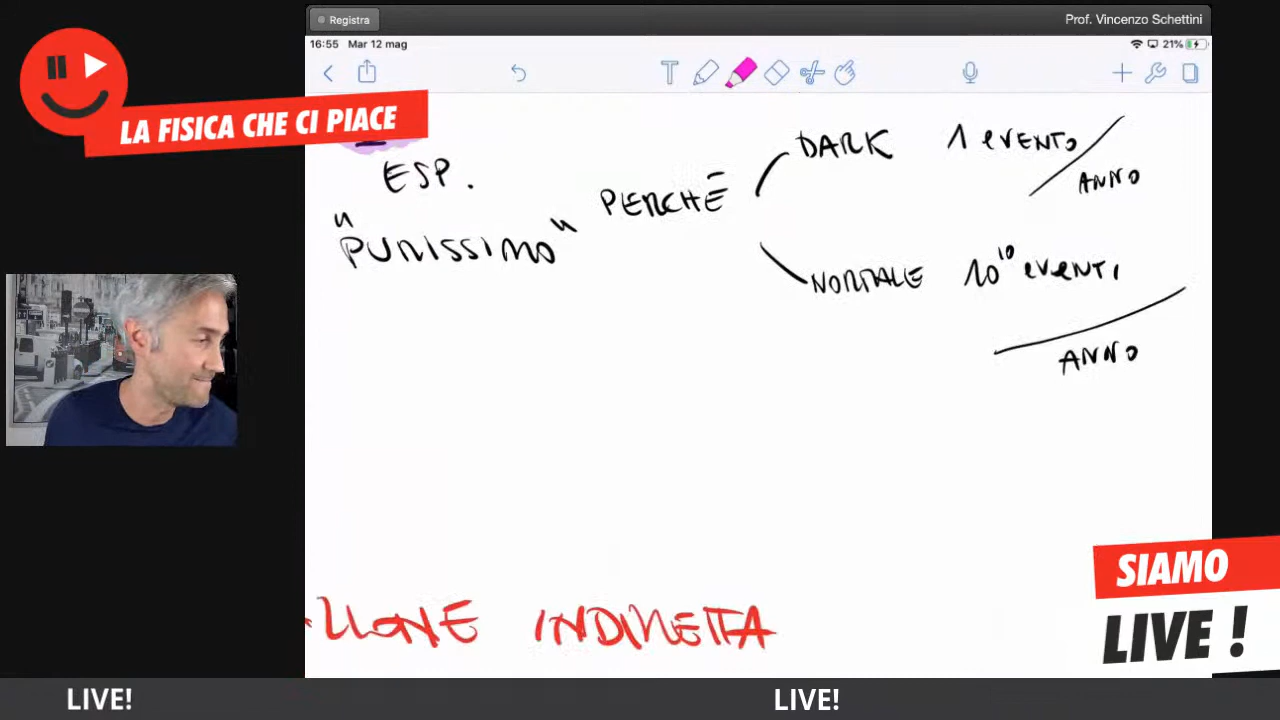 Registra
Prof. Vincenzo Schettini
16:55 Mar 12 mag
21%
LA FISICA CHE CI PIACE
ESP.
"PURISSIMO"
PERCHÉ
DARK 1 EVENTO / ANNO
NORMALE 10¹⁰ EVENTI / ANNO
INDIRETTA
SIAMO
LIVE !
LIVE!
LIVE!